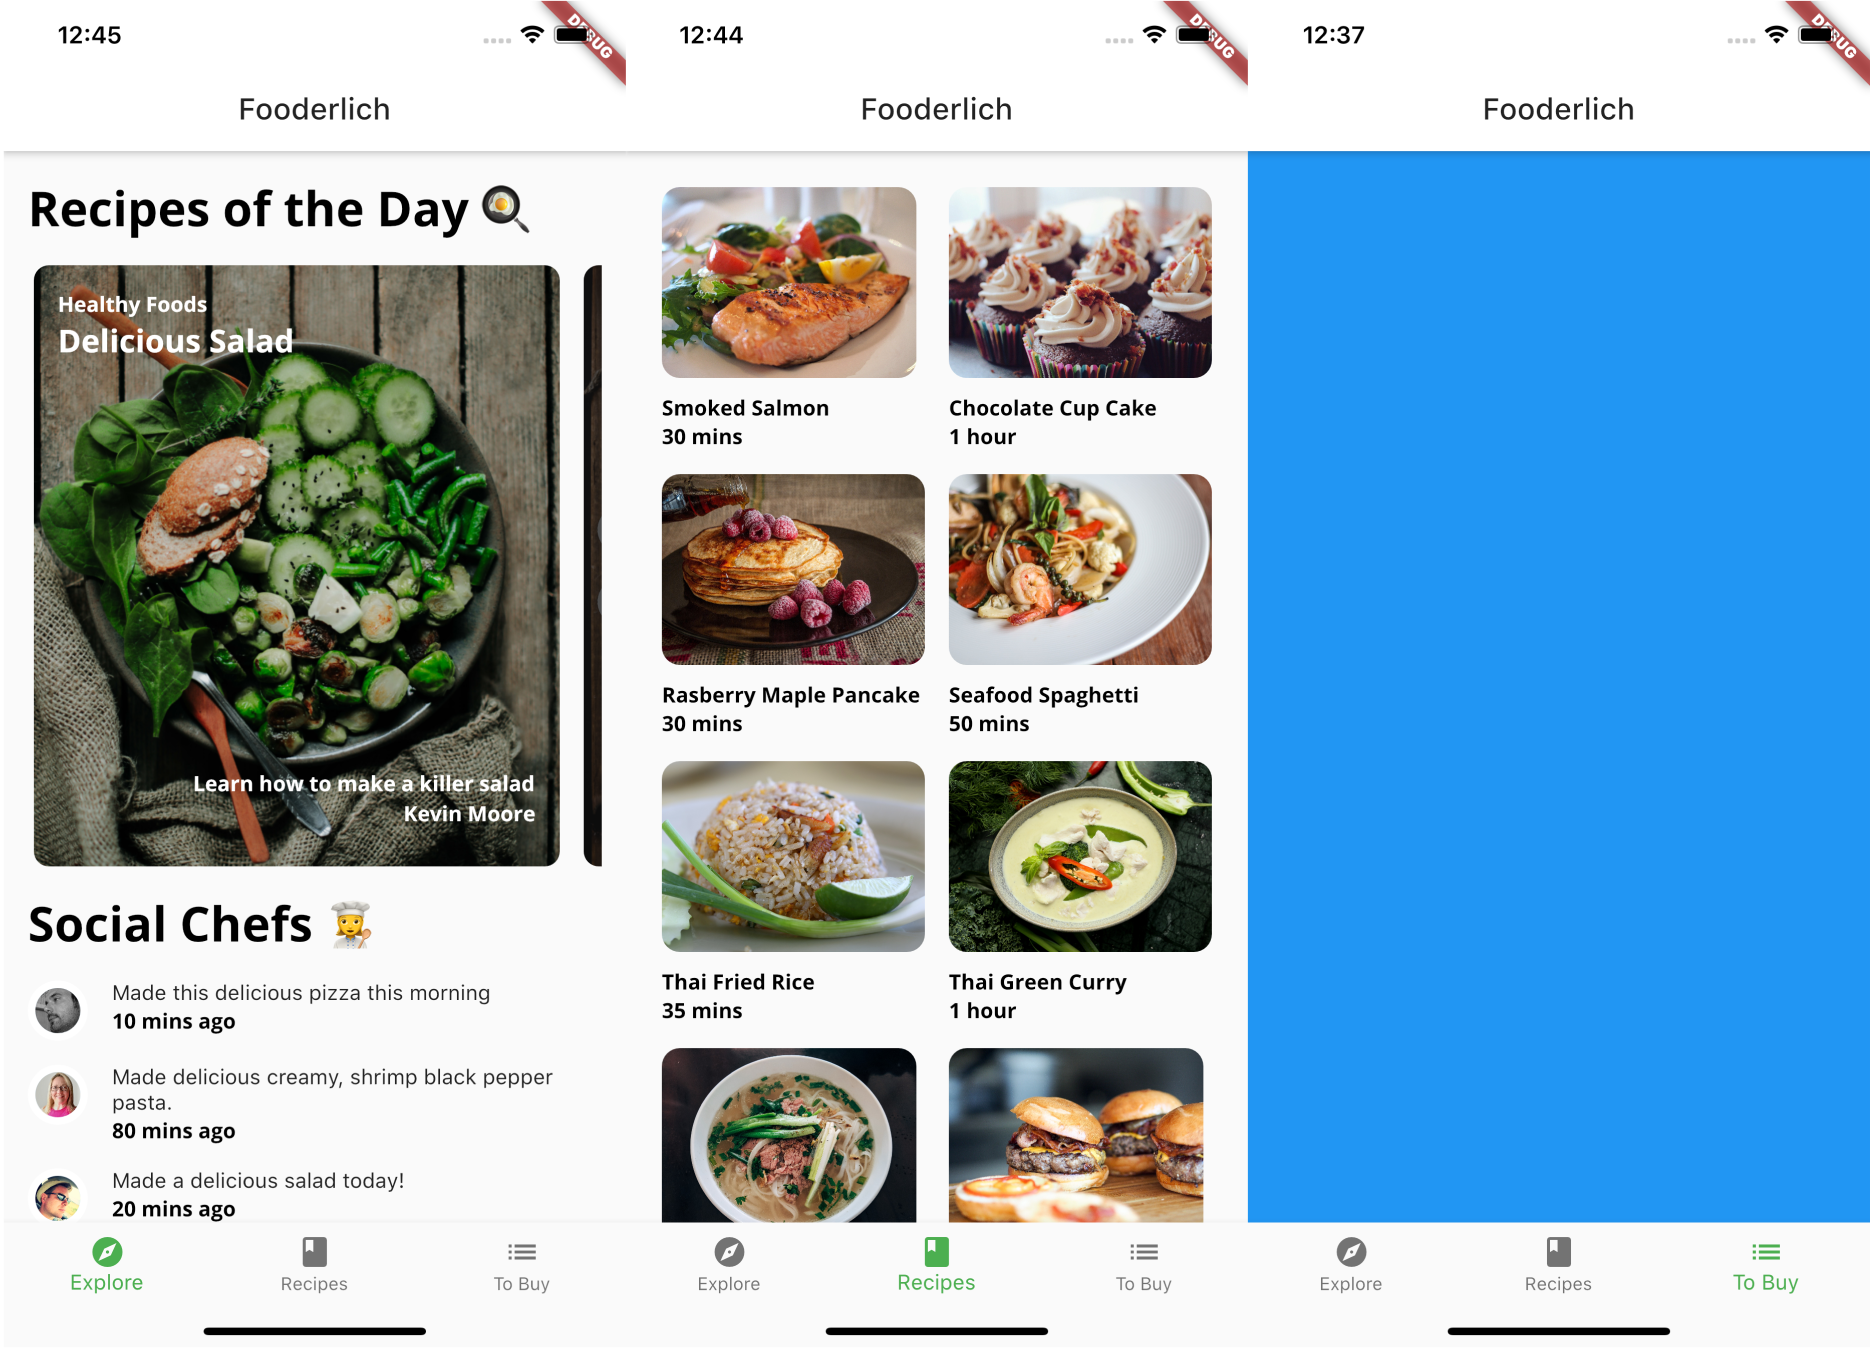 12:45
DEBUG
Fooderlich
Recipes of the Day
Healthy Foods
Delicious Salad
Learn how to make a killer salad
Kevin Moore
Social Chefs
Made this delicious pizza this morning
10 mins ago
Made delicious creamy, shrimp black pepper
pasta.
80 mins ago
Made a delicious salad today!
20 mins ago
Explore
Recipes
To Buy
12:44
DEBUG
Fooderlich
Smoked Salmon
30 mins
Chocolate Cup Cake
1 hour
Rasberry Maple Pancake
30 mins
Seafood Spaghetti
50 mins
Thai Fried Rice
35 mins
Thai Green Curry
1 hour
Explore
Recipes
To Buy
12:37
DEBUG
Fooderlich
Explore
Recipes
To Buy